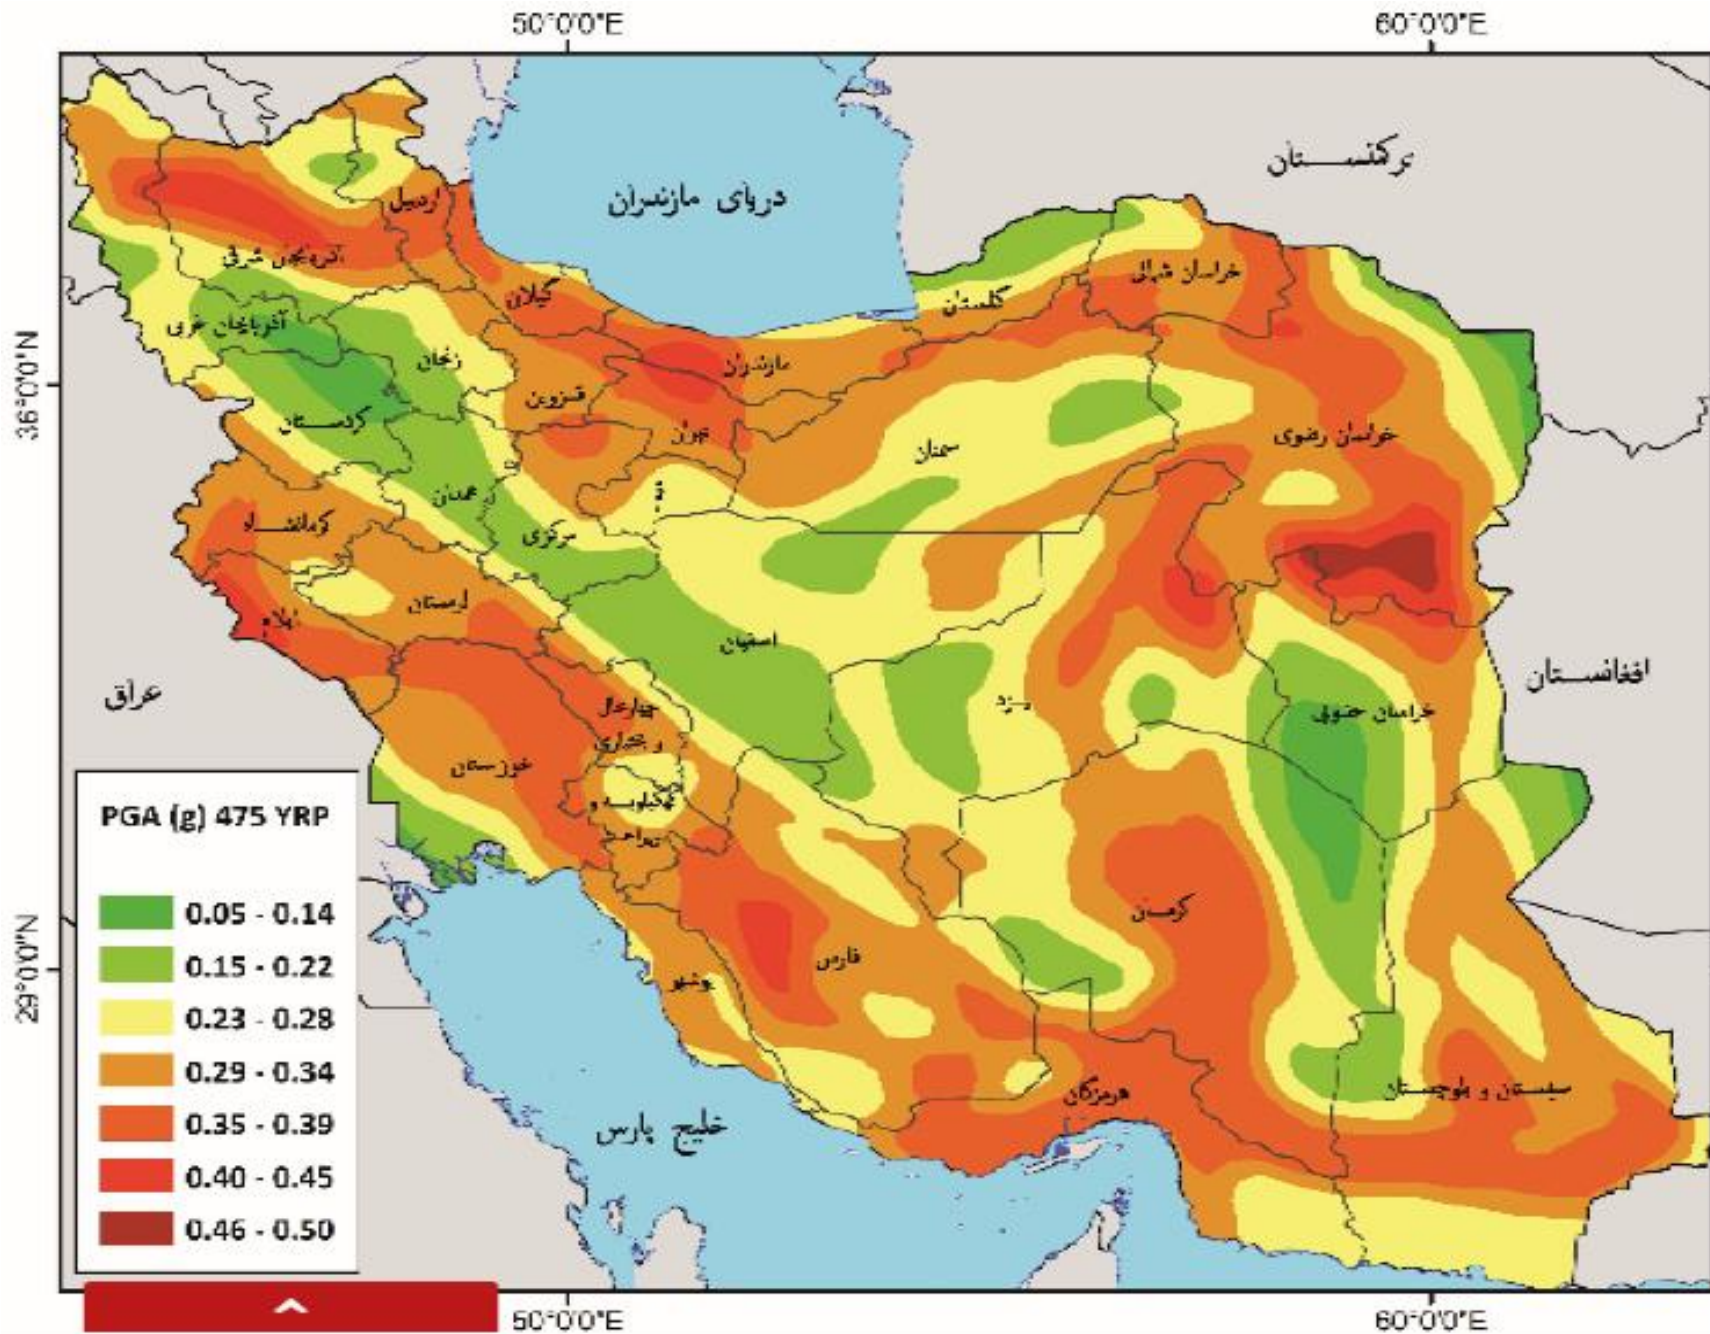 50°0'0"E
60°0'0"E
ترکمنستان
دریای مازندران
اردبیل
آذربایجان شرقی
گیلان
خراسان شمالی
گلستان
آذربایجان غربی
زنجان
مازندران
36°0'0"N
قزوین
کردستان
تهران
سمنان
خراسان رضوی
همدان
قم
کرمانشاه
مرکزی
لرستان
ایلام
اصفهان
افغانستان
عراق
یزد
چهارمحال
و بختیاری
خراسان جنوبی
خوزستان
کهگیلویه و
بویراحمد
PGA (g) 475 YRP
0.05 - 0.14
0.15 - 0.22
0.23 - 0.28
0.29 - 0.34
0.35 - 0.39
0.40 - 0.45
0.46 - 0.50
کرمان
فارس
29°0'0"N
بوشهر
هرمزگان
سیستان و بلوچستان
خلیج پارس
50°0'0"E
60°0'0"E